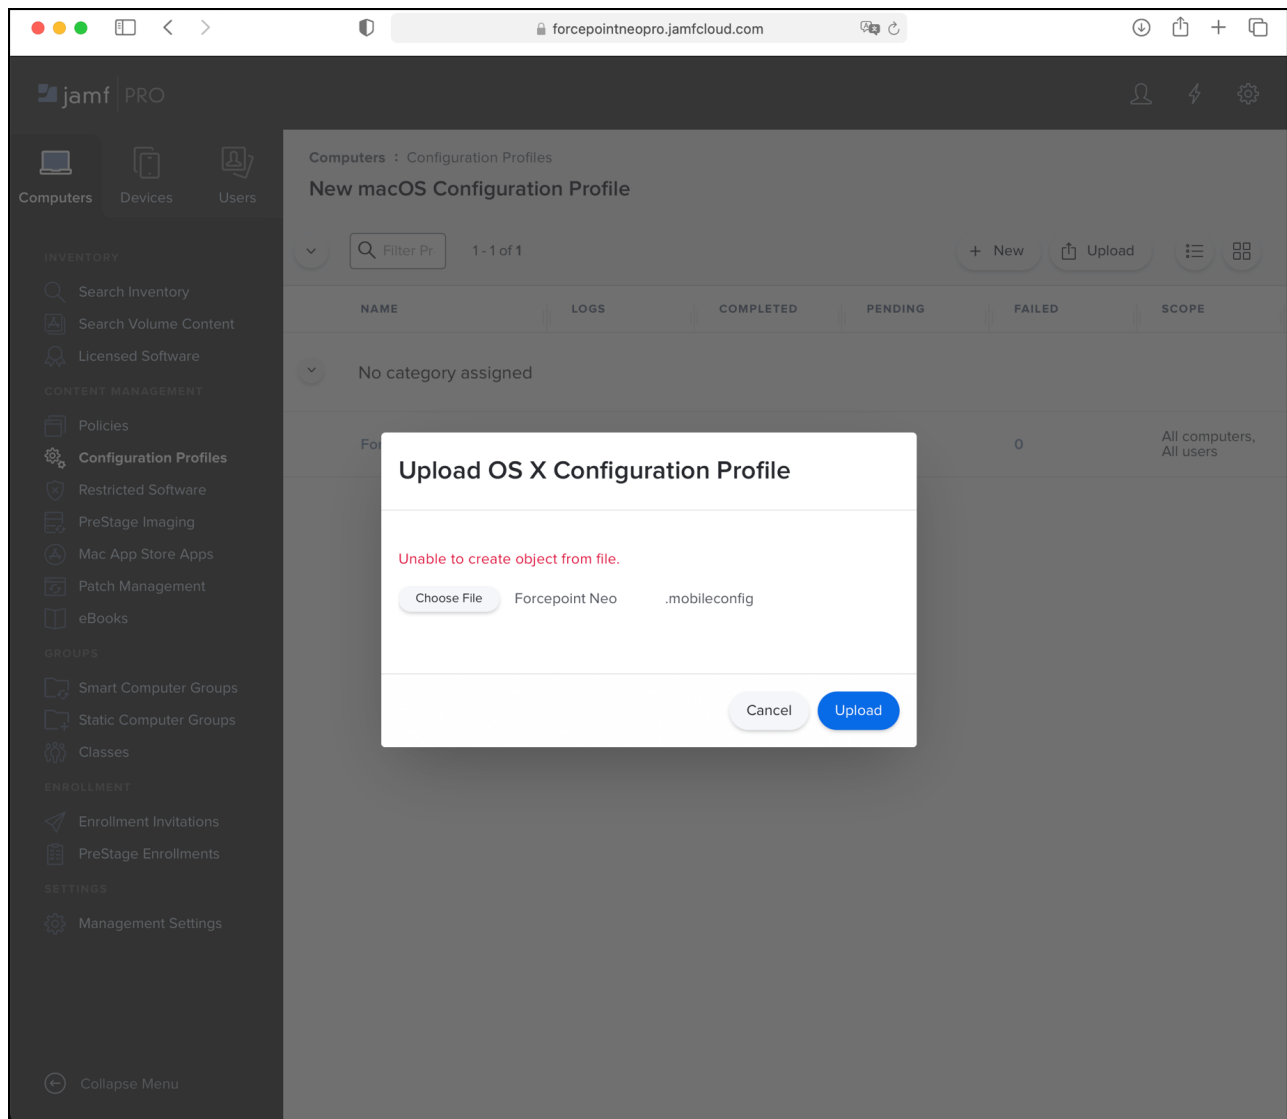 forcepointneopro.jamfcloud.com
jamf PRO
Computers
Devices
Users
Computers : Configuration Profiles
New macOS Configuration Profile
Filter Pr
1 - 1 of 1
+ New
Upload
NAME
LOGS
COMPLETED
PENDING
FAILED
SCOPE
No category assigned
For
0
All computers,
All users
INVENTORY
Search Inventory
Search Volume Content
Licensed Software
CONTENT MANAGEMENT
Policies
Configuration Profiles
Restricted Software
PreStage Imaging
Mac App Store Apps
Patch Management
eBooks
GROUPS
Smart Computer Groups
Static Computer Groups
Classes
ENROLLMENT
Enrollment Invitations
PreStage Enrollments
SETTINGS
Management Settings
Collapse Menu
Upload OS X Configuration Profile
Unable to create object from file.
Choose File
Forcepoint Neo .mobileconfig
Cancel
Upload